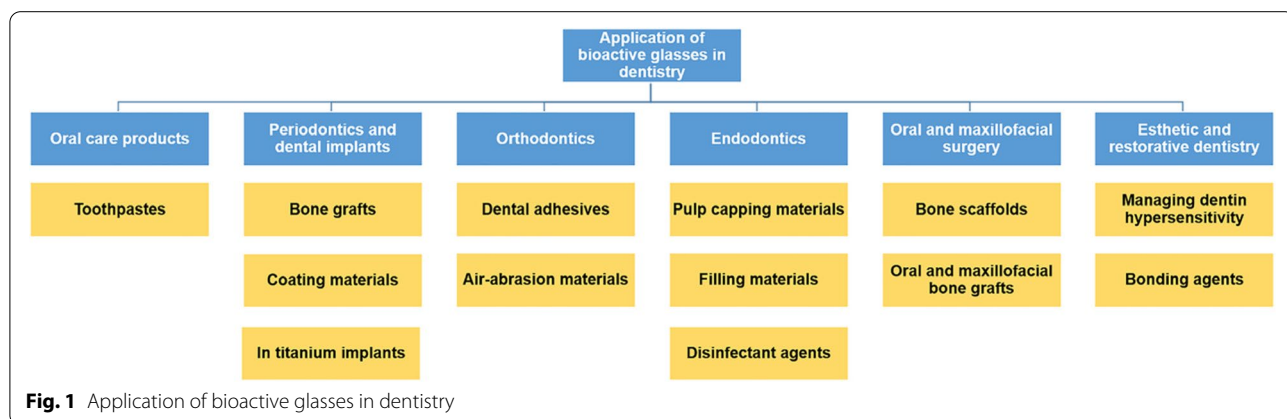 Application of
bioactive glasses in
dentistry
Oral care products
Periodontics and
dental implants
Orthodontics
Endodontics
Oral and maxillofacial
surgery
Esthetic and
restorative dentistry
Toothpastes
Bone grafts
Dental adhesives
Pulp capping materials
Bone scaffolds
Managing dentin
hypersensitivity
Coating materials
Air-abrasion materials
Filling materials
Oral and maxillofacial
bone grafts
Bonding agents
In titanium implants
Disinfectant agents
Fig. 1 Application of bioactive glasses in dentistry